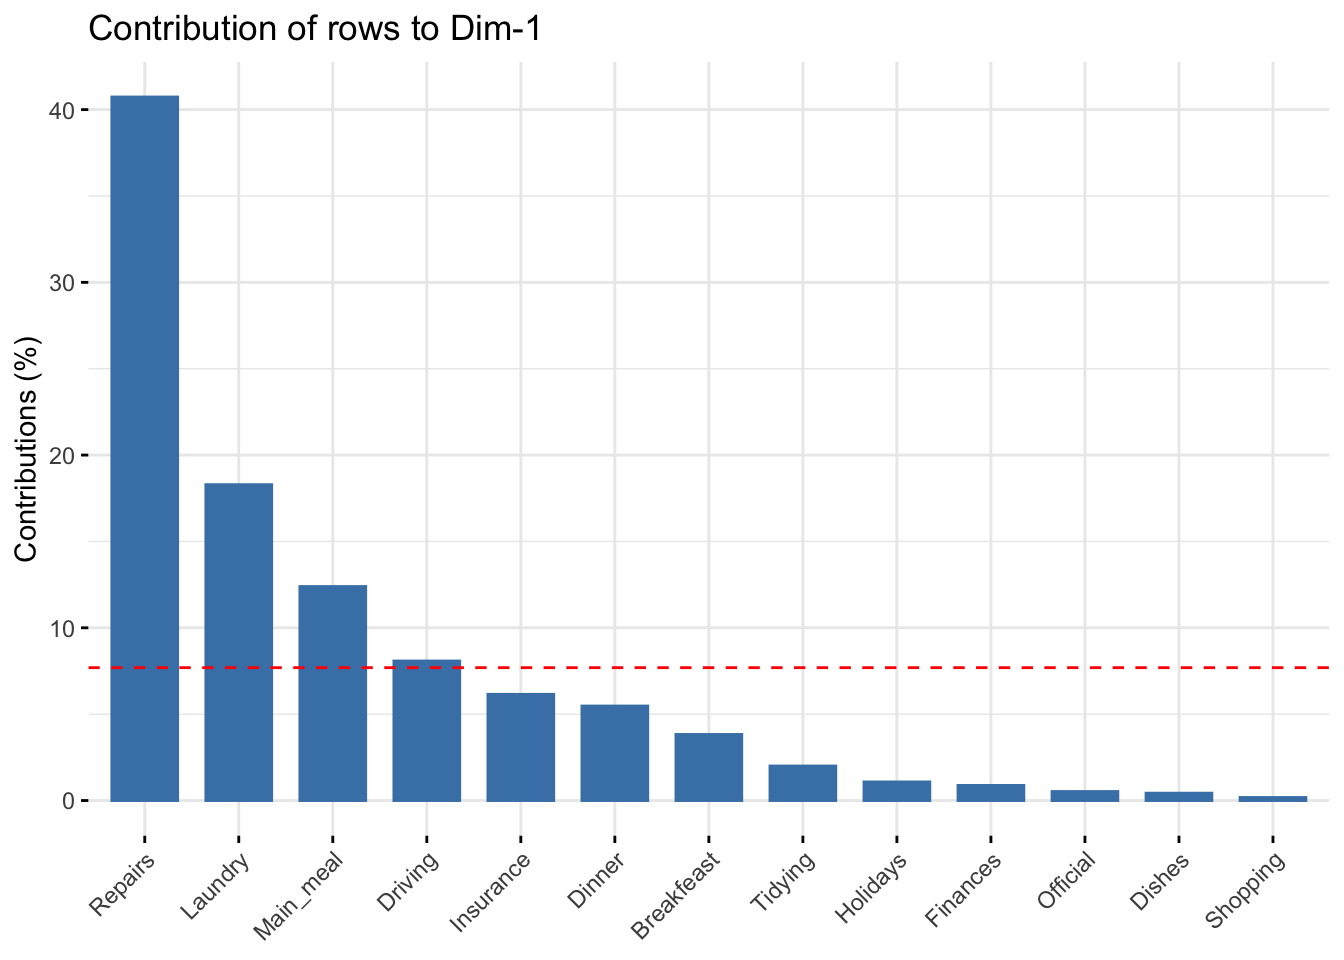 Contribution of rows to Dim-1
Contributions (%)
40
30
20
10
0
Repairs
Laundry
Main_meal
Driving
Insurance
Dinner
Breakfeast
Tidying
Holidays
Finances
Official
Dishes
Shopping